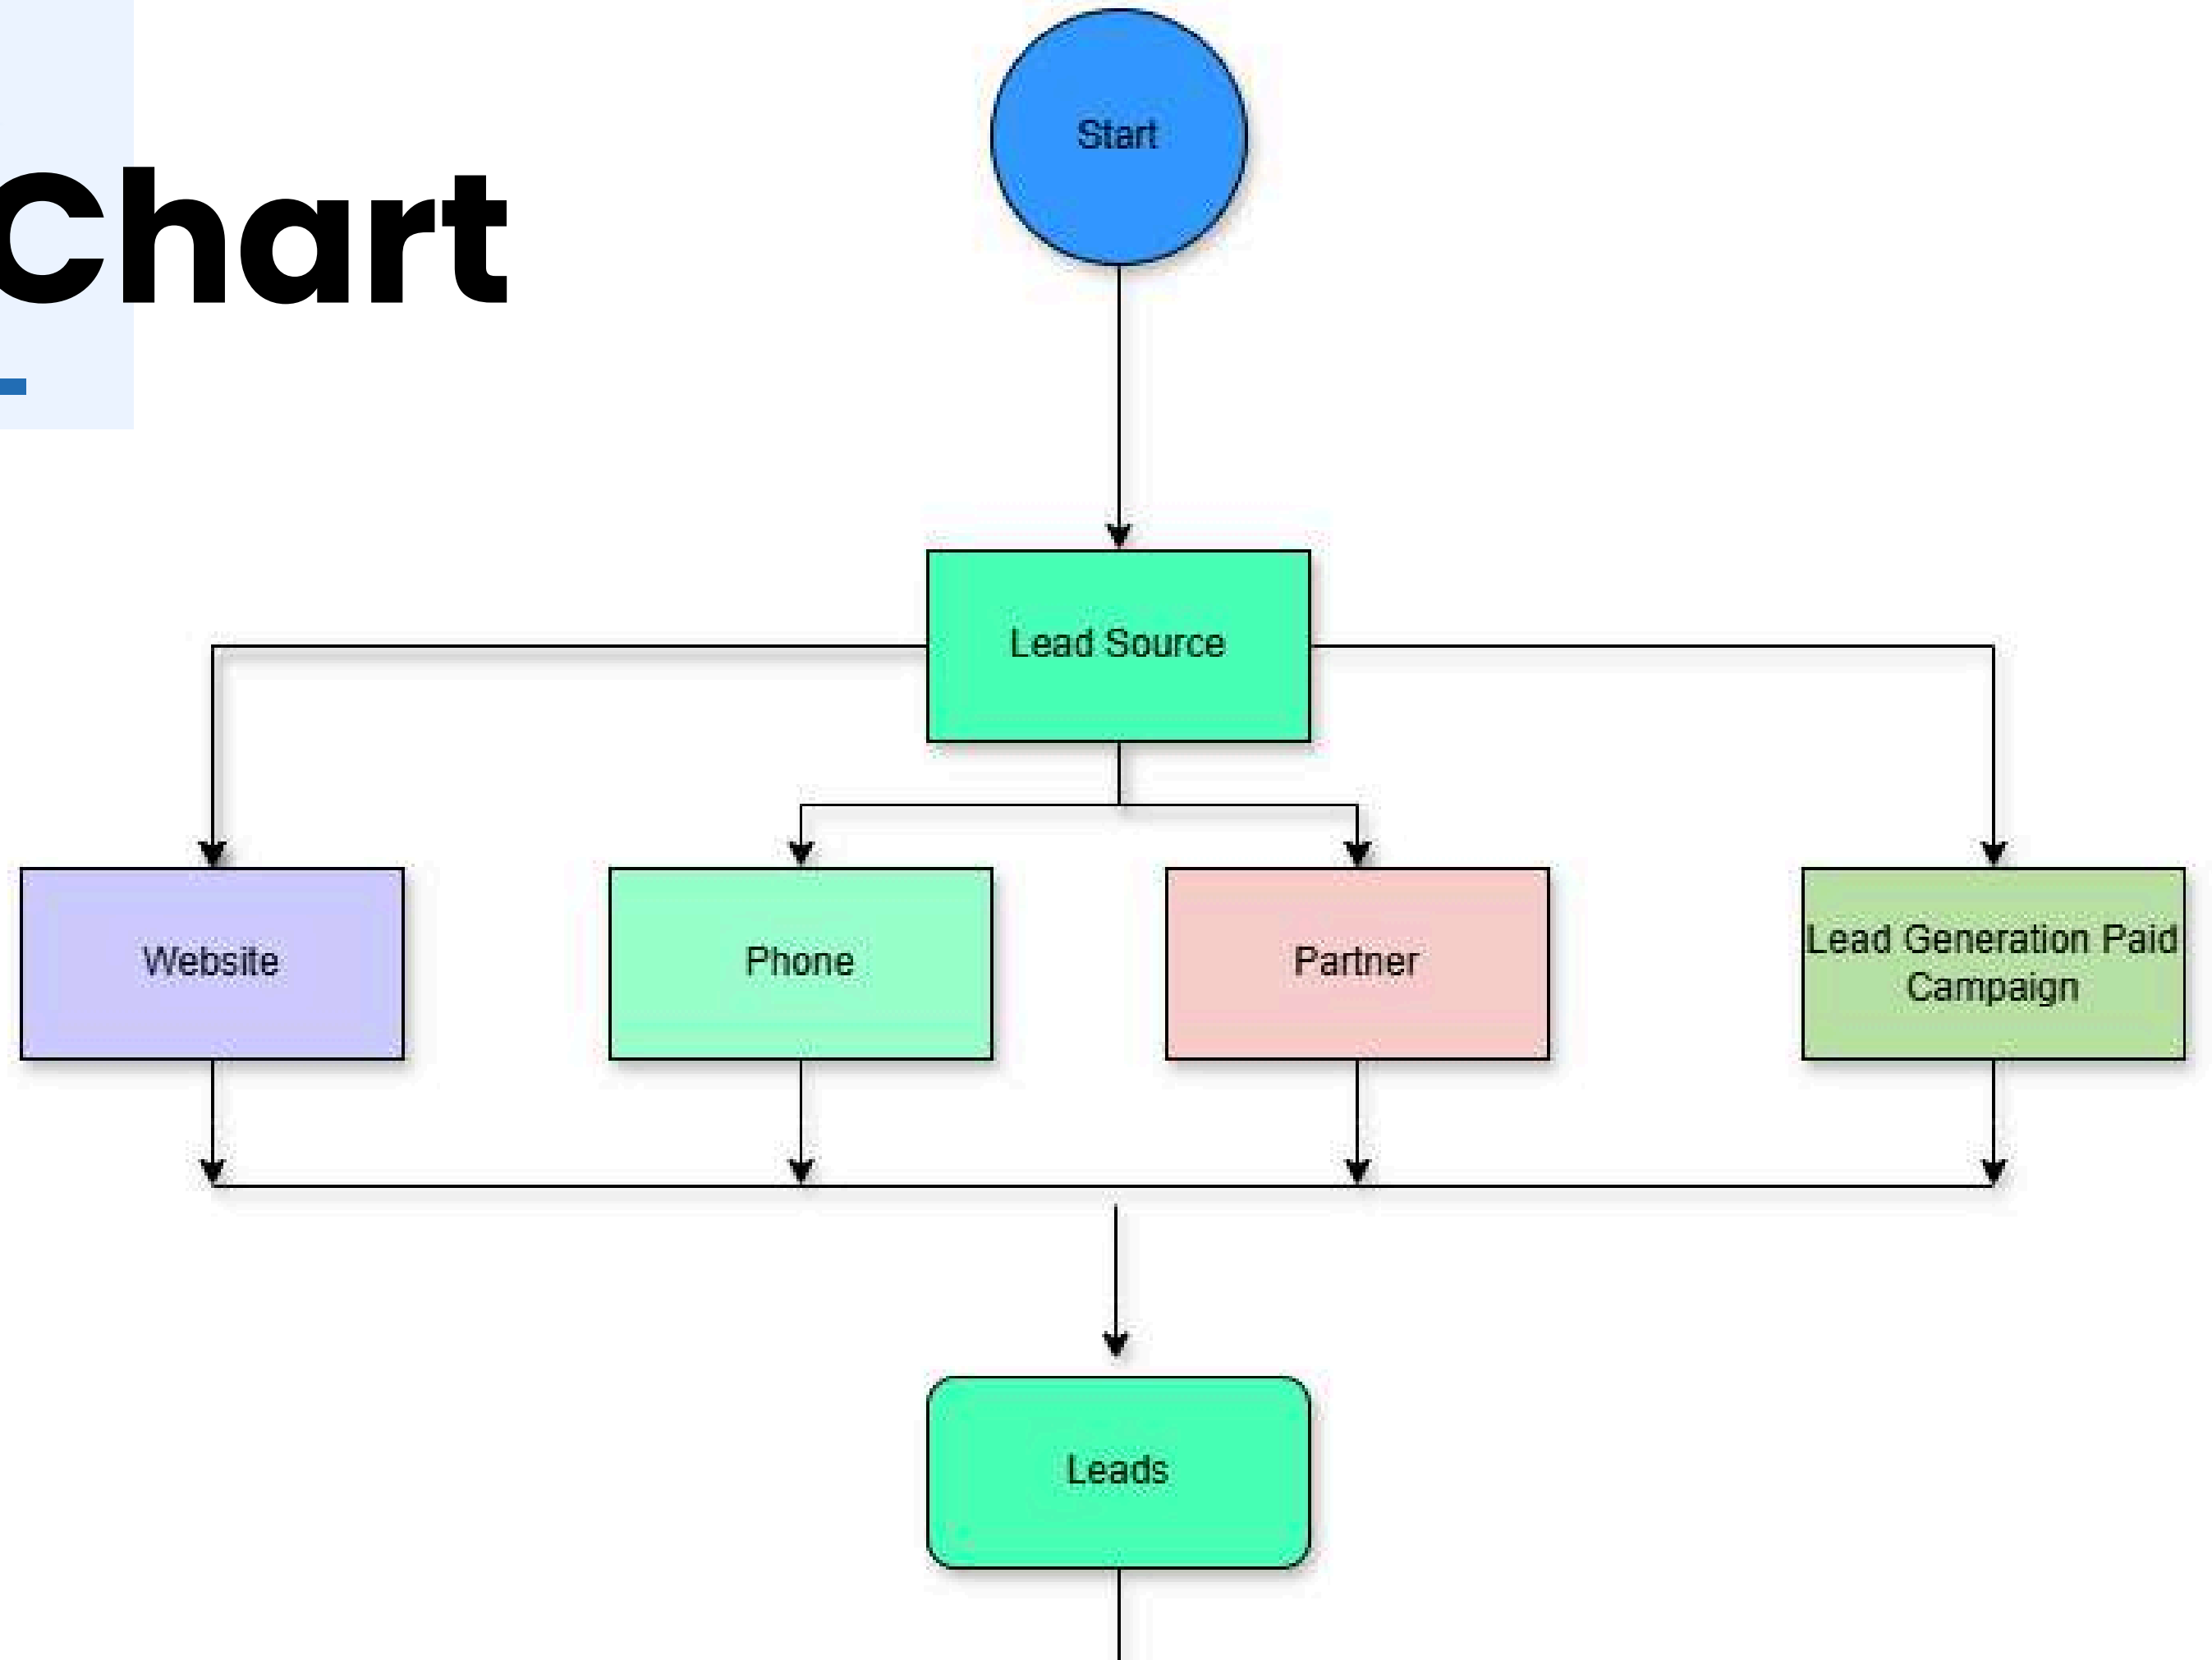 Chart
Start
Lead Source
Website
Phone
Partner
Lead Generation Paid
Campaign
Leads